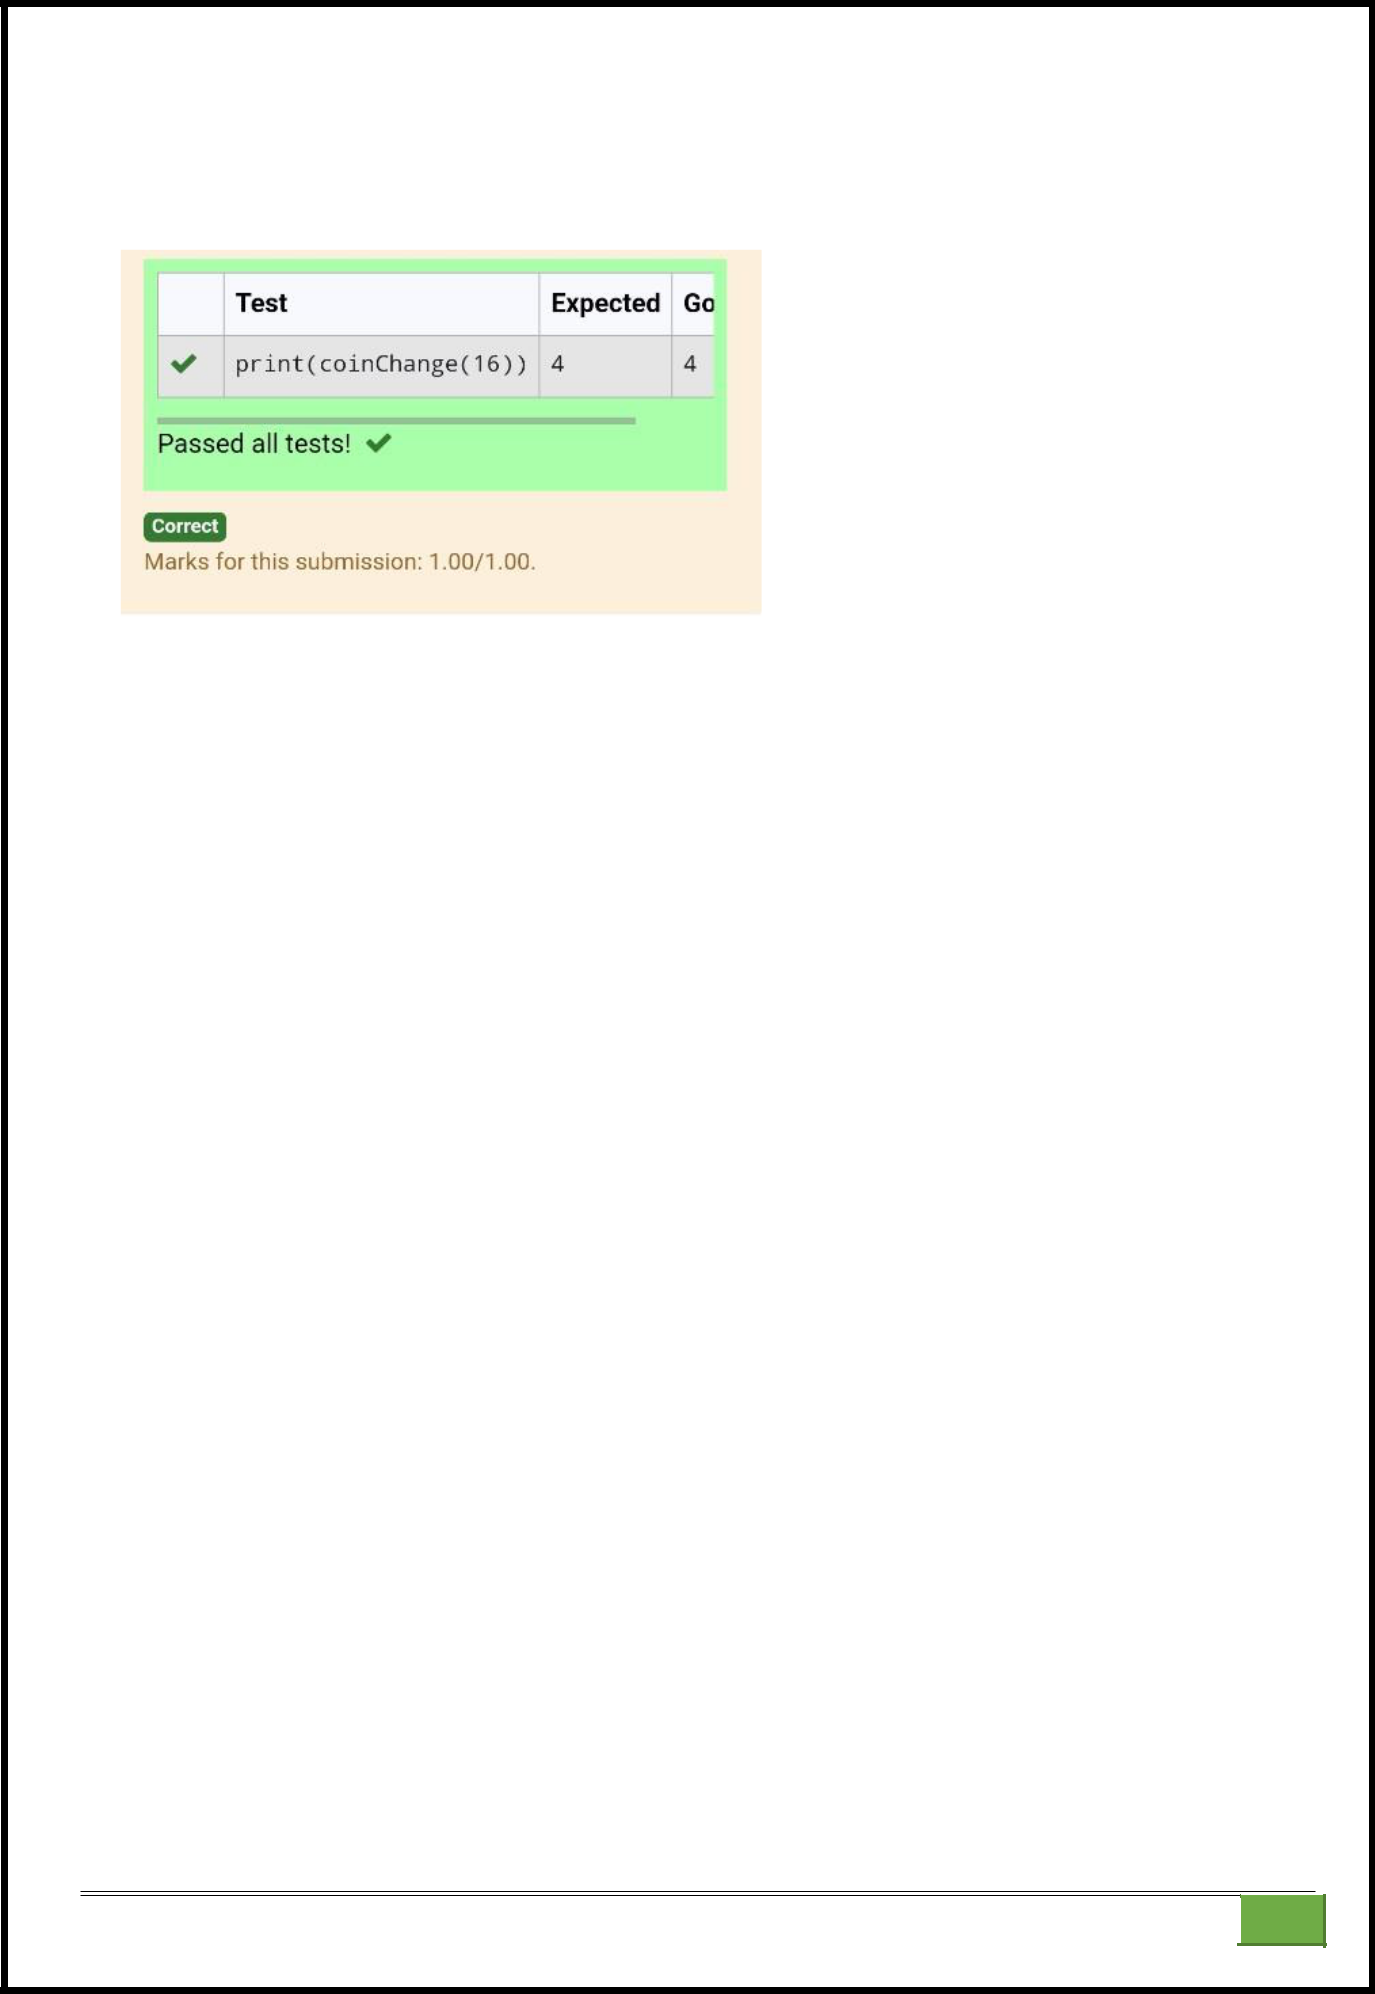 Test Expected Go
print(coinChange(16)) 4 4
Passed all tests!
Correct
Marks for this submission: 1.00/1.00.